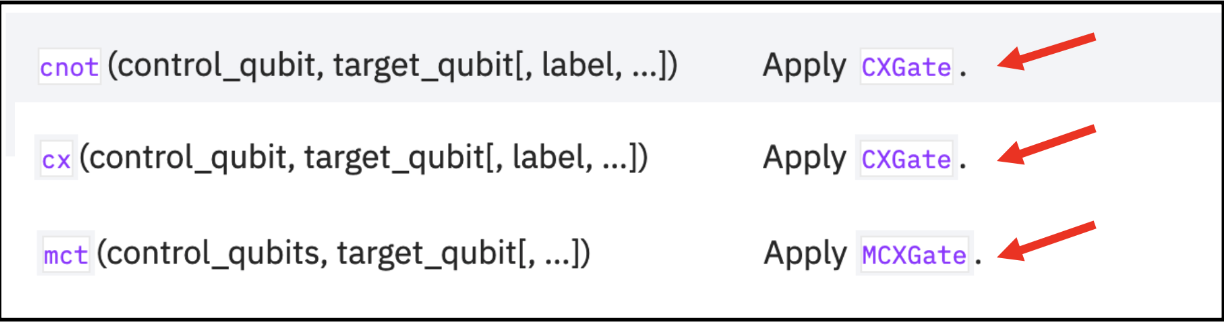 cnot (control_qubit, target_qubit[, label, ...]) Apply CXGate .
cx (control_qubit, target_qubit[, label, ...]) Apply CXGate .
mct (control_qubits, target_qubit[, ...]) Apply MCXGate .